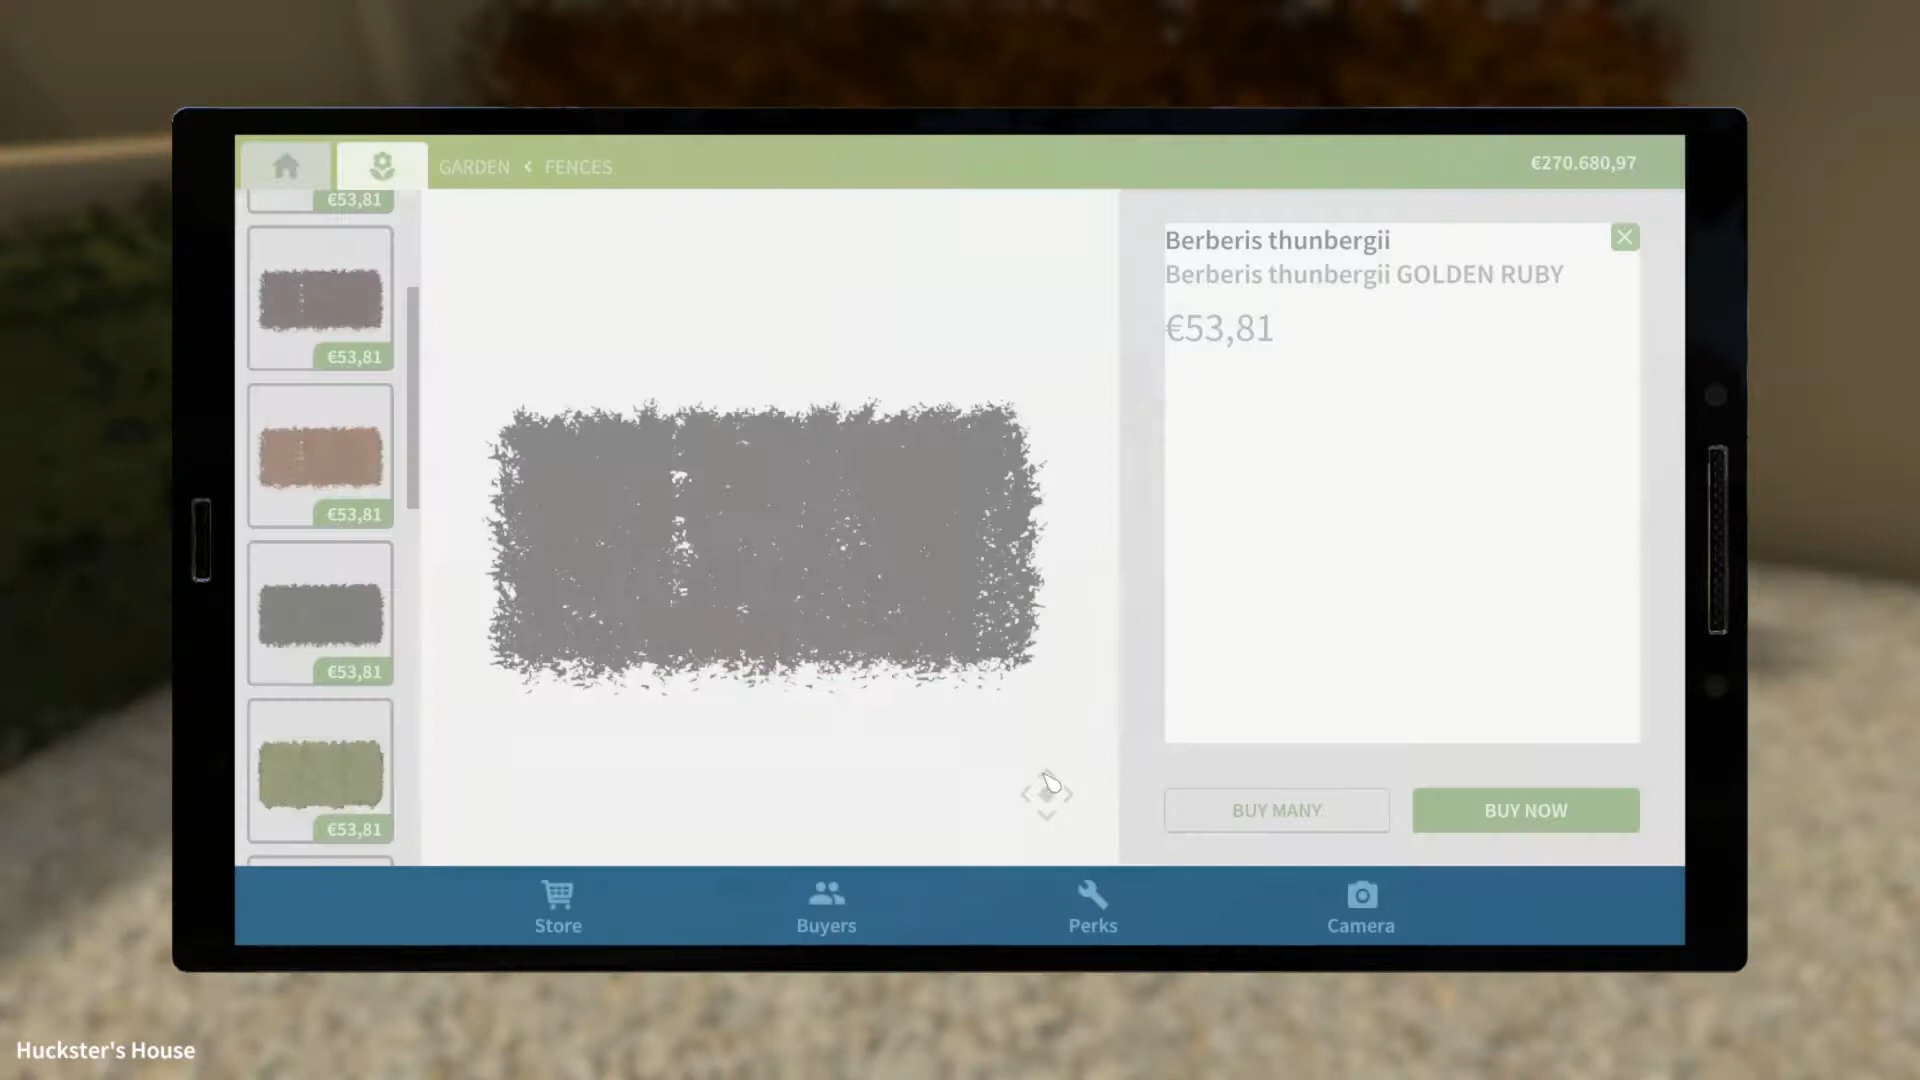 GARDEN < FENCES
€270.680,97
€53,81
€53,81
€53,81
€53,81
€53,81
Berberis thunbergii
Berberis thunbergii GOLDEN RUBY
€53,81
BUY MANY
BUY NOW
Store
Buyers
Perks
Camera
Huckster's House